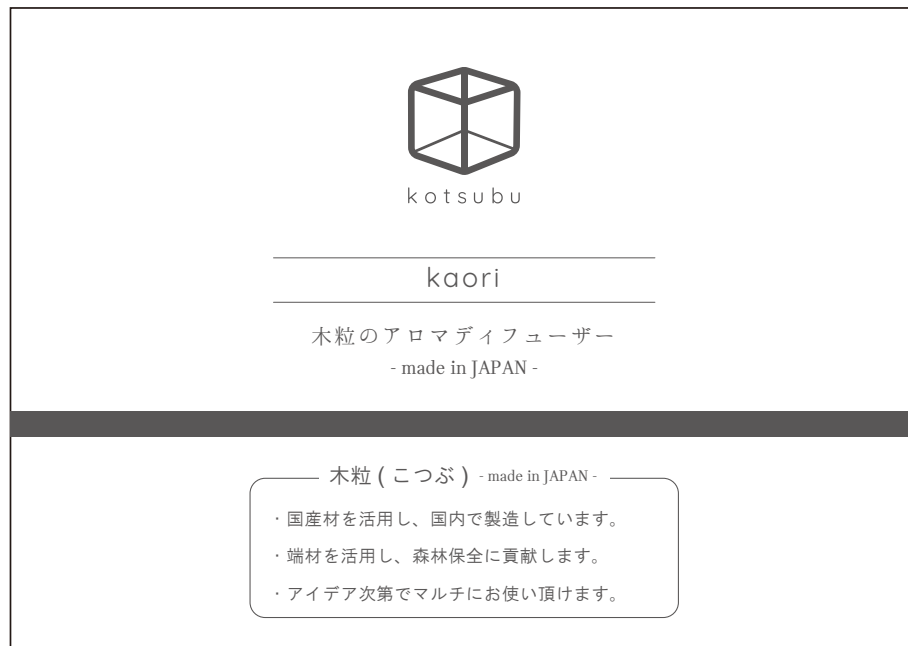 kotsubu
kaori
木粒のアロマディフューザー
- made in JAPAN -
木粒 ( こつぶ ) - made in JAPAN -
・国産材を活用し、国内で製造しています。
・端材を活用し、森林保全に貢献します。
・アイデア次第でマルチにお使い頂けます。